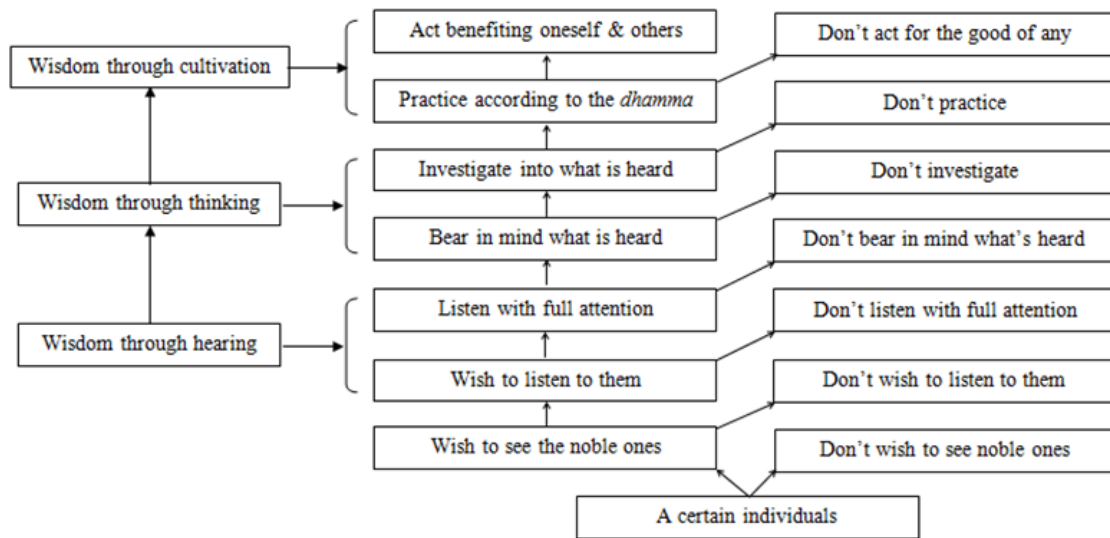 Act benefiting oneself & others
Don't act for the good of any
Wisdom through cultivation
Practice according to the dhamma
Don't practice
Investigate into what is heard
Don't investigate
Wisdom through thinking
Bear in mind what is heard
Don't bear in mind what's heard
Listen with full attention
Don't listen with full attention
Wisdom through hearing
Wish to listen to them
Don't wish to listen to them
Wish to see the noble ones
Don't wish to see noble ones
A certain individuals